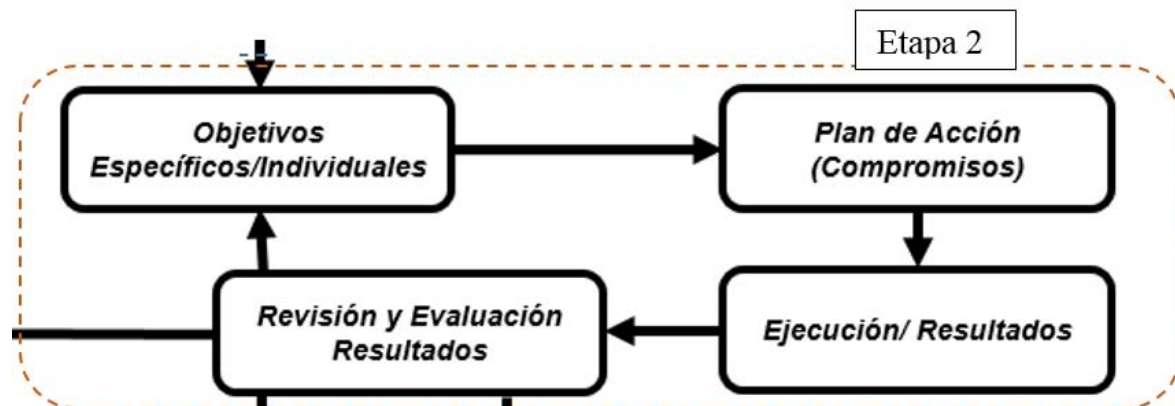 Etapa 2
Objetivos
Específicos/Individuales
Plan de Acción
(Compromisos)
Revisión y Evaluación
Resultados
Ejecución/ Resultados